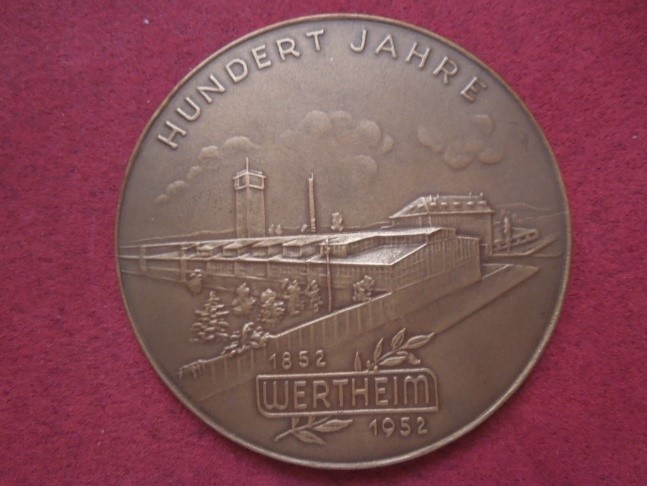 HUNDERT JAHRE
1852
WERTHEIM
1952